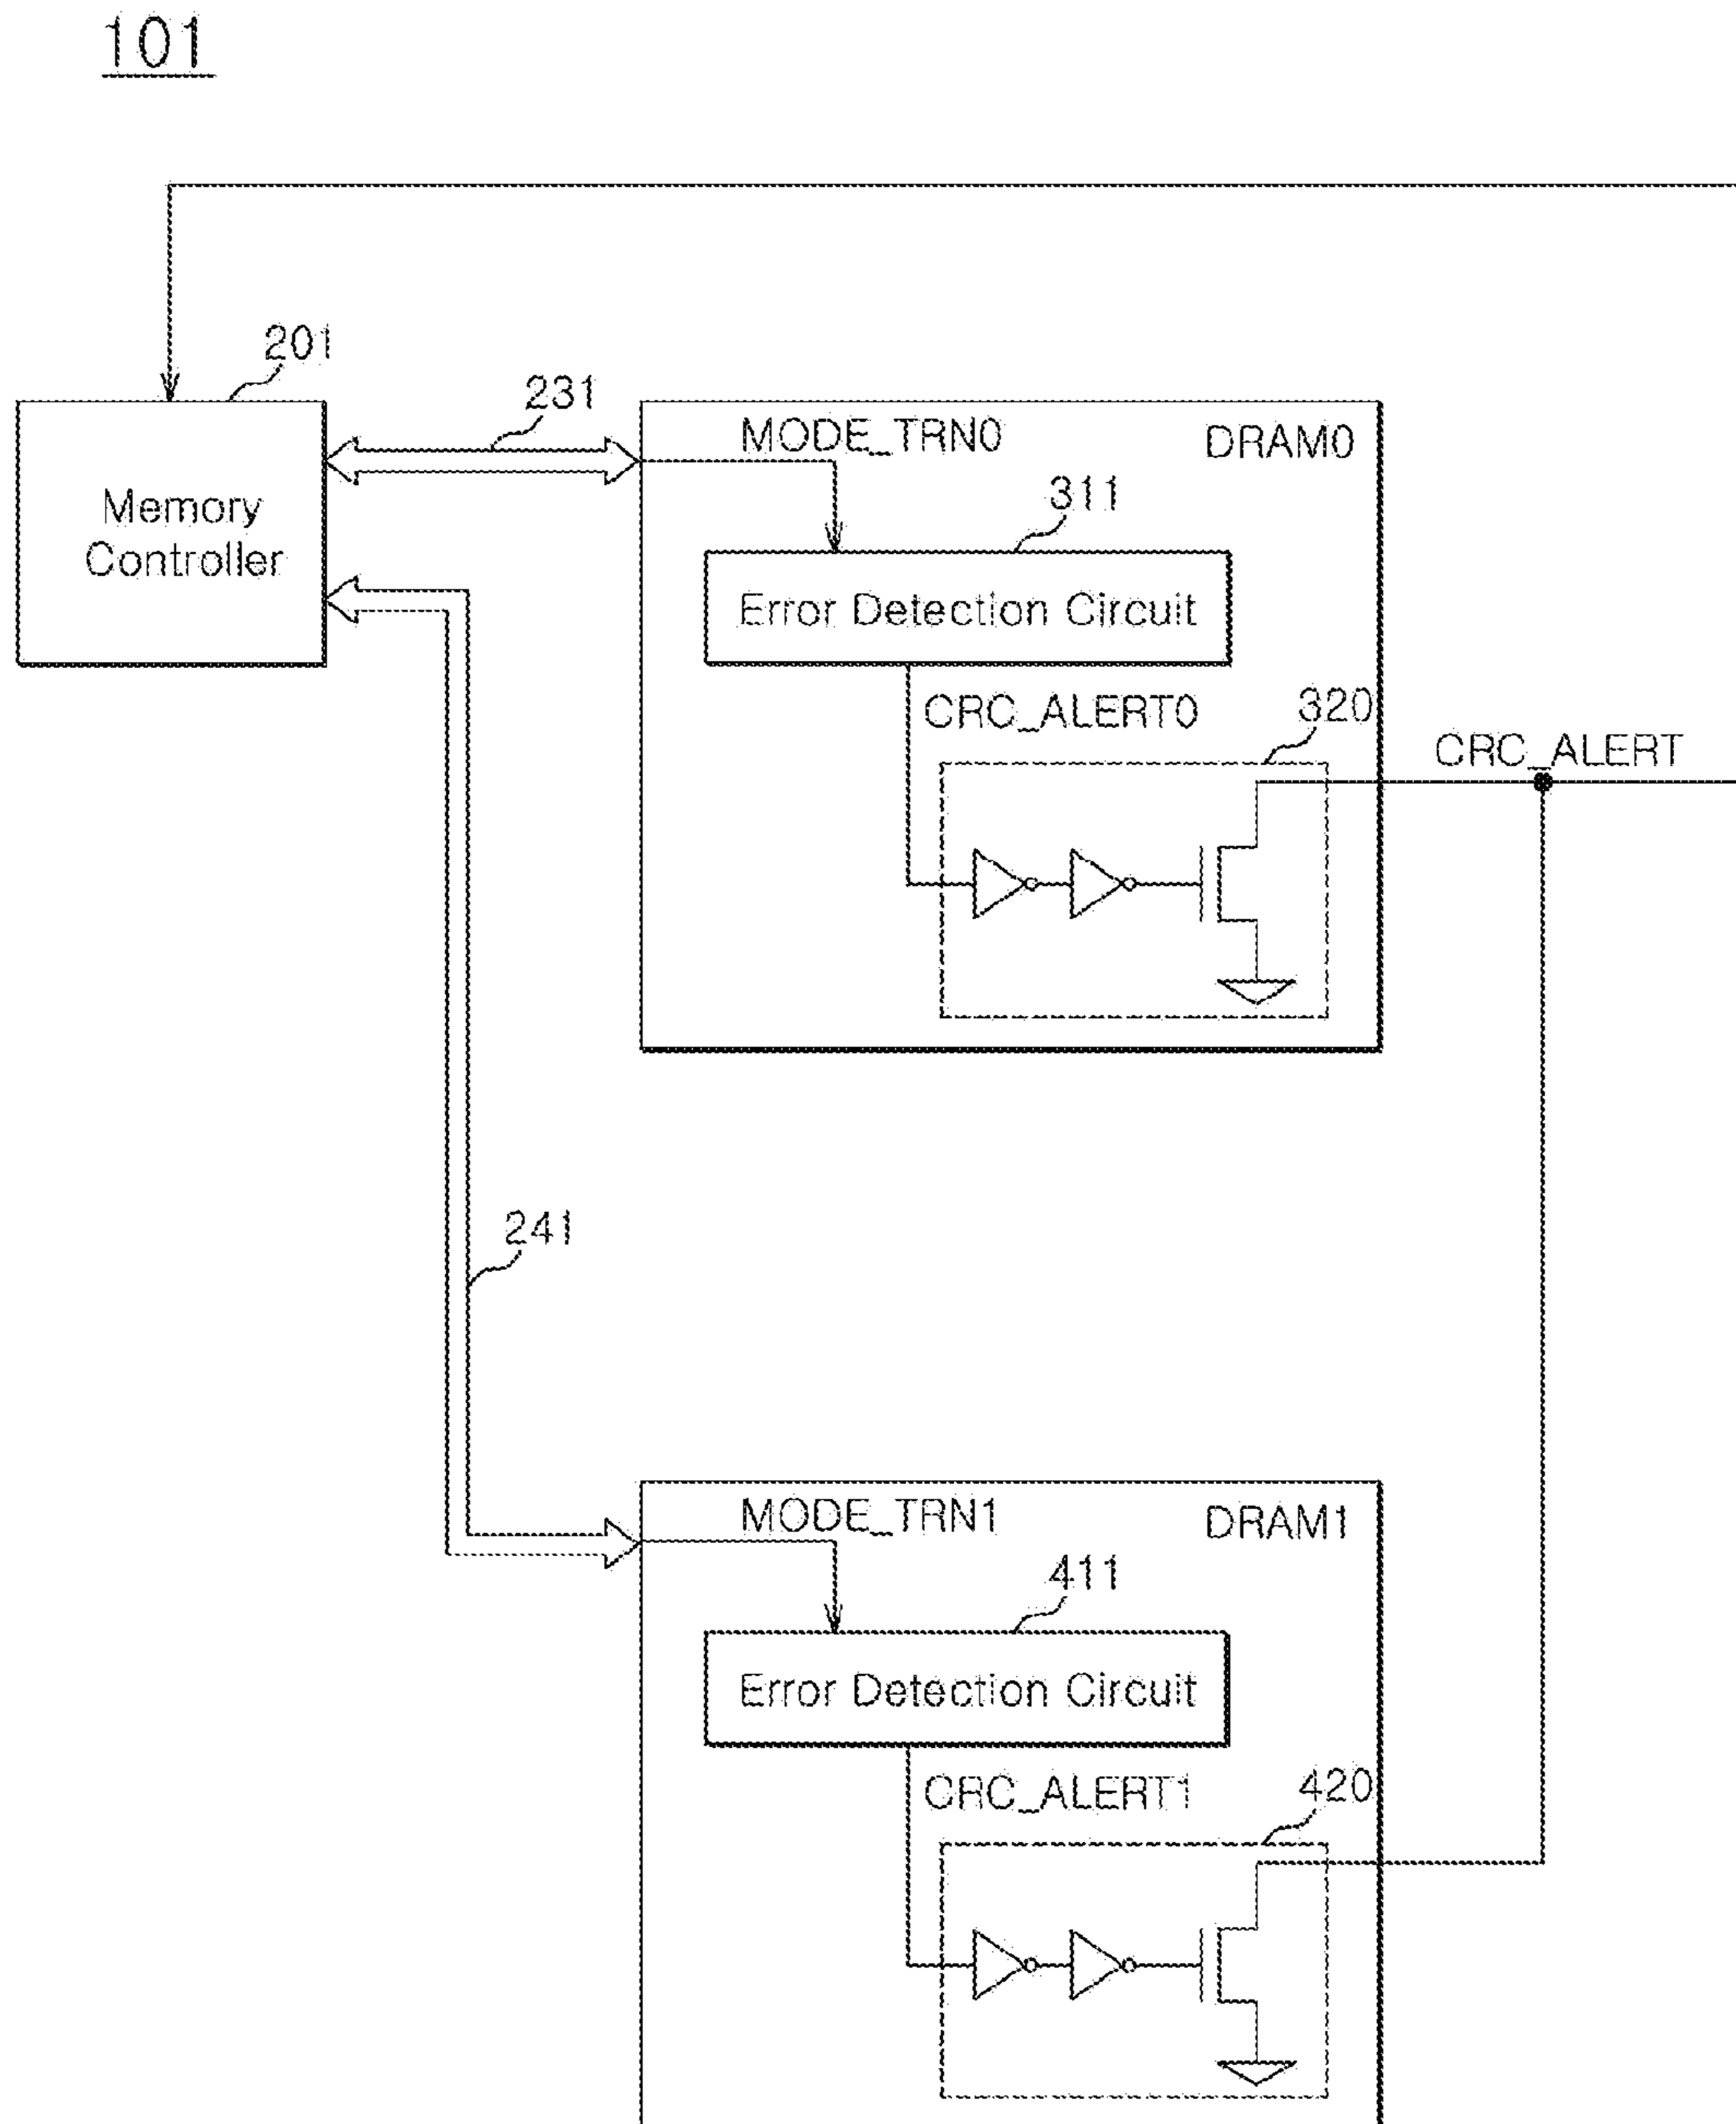 101
201
231
Memory
Controller
MODE_TRN0
DRAM0
311
Error Detection Circuit
CRC_ALERT0
320
CRC_ALERT
241
MODE_TRN1
DRAM1
411
Error Detection Circuit
CRC_ALERT1
420